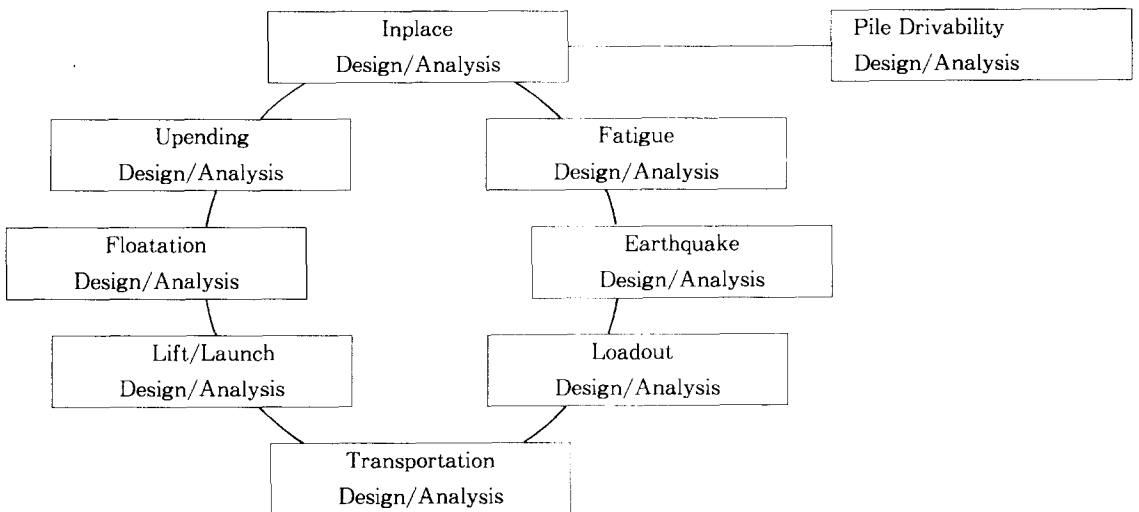 Inplace
Design/Analysis
Pile Drivability
Design/Analysis
Upending
Design/Analysis
Fatigue
Design/Analysis
Floatation
Design/Analysis
Earthquake
Design/Analysis
Lift/Launch
Design/Analysis
Loadout
Design/Analysis
Transportation
Design/Analysis